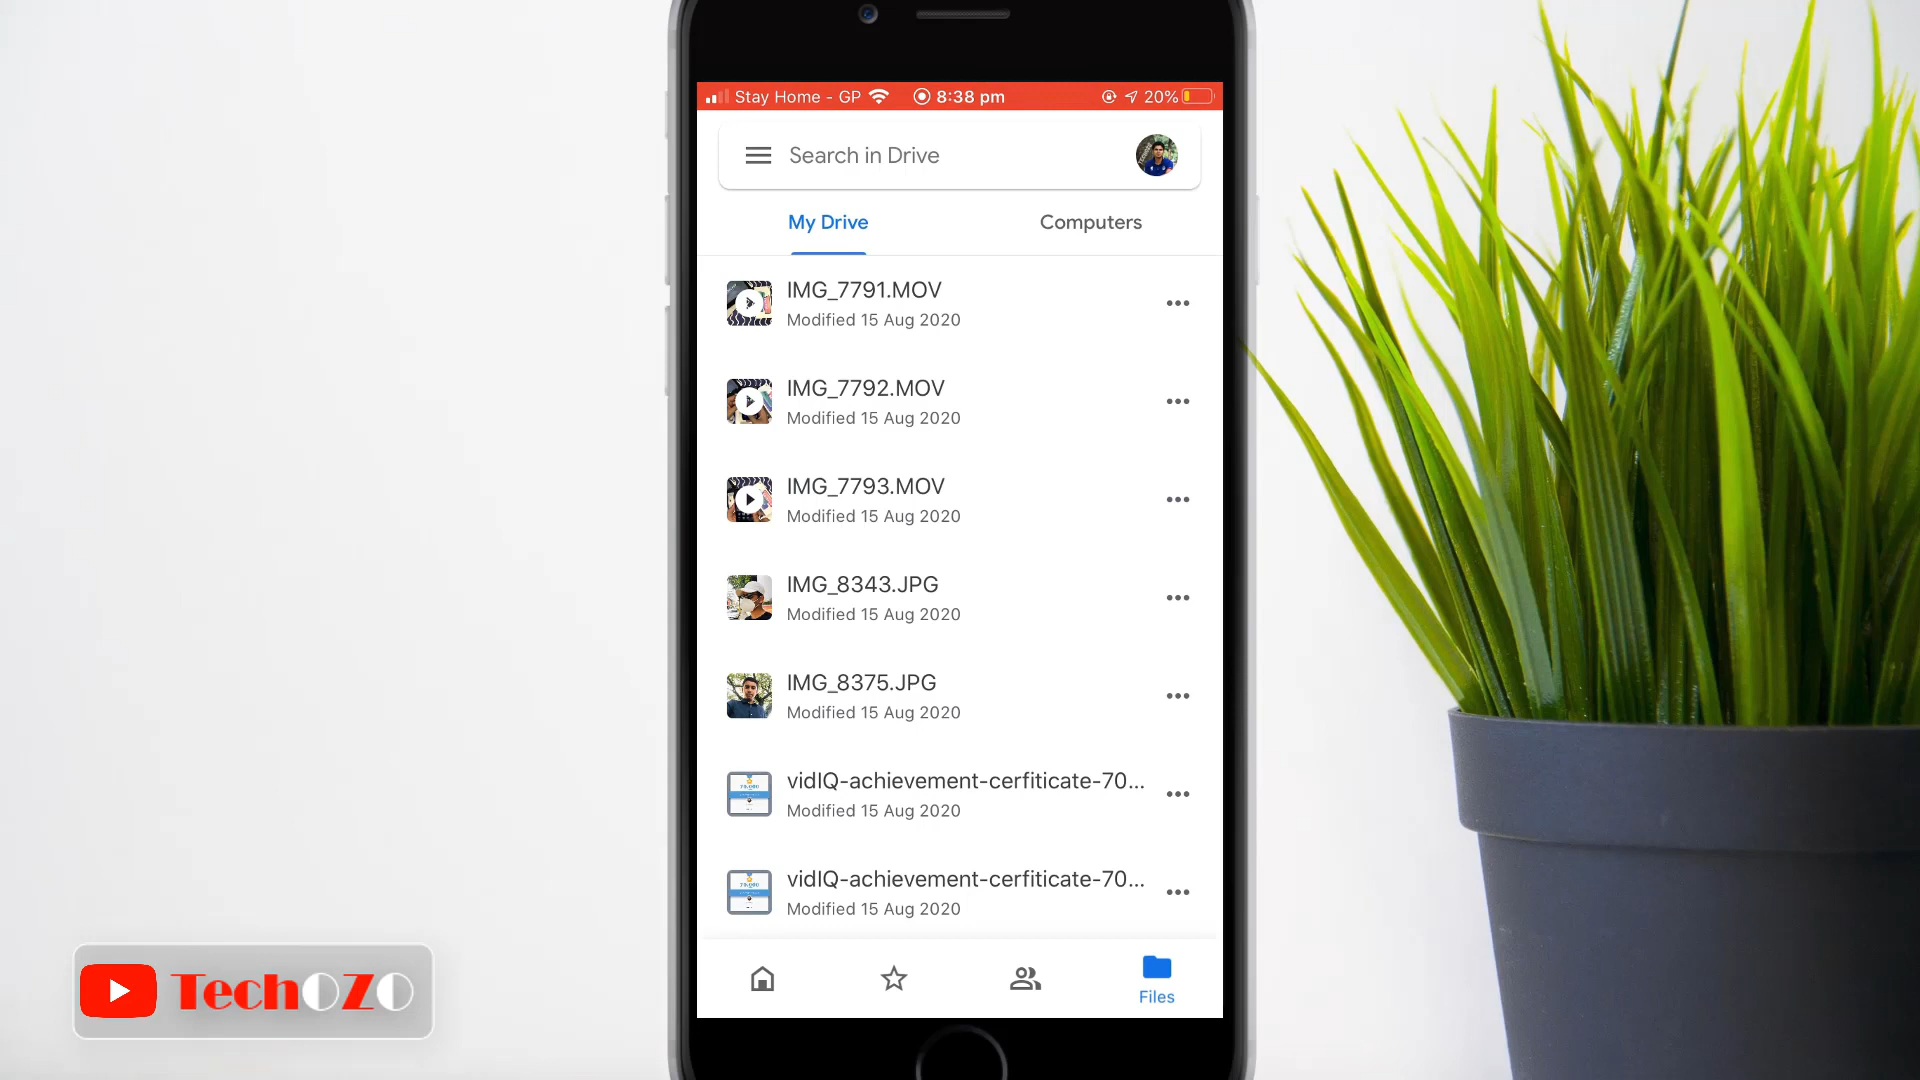 Stay Home - GP
8:38 pm
20%
Search in Drive
My Drive
Computers
IMG_7791.MOV
Modified 15 Aug 2020
IMG_7792.MOV
Modified 15 Aug 2020
IMG_7793.MOV
Modified 15 Aug 2020
IMG_8343.JPG
Modified 15 Aug 2020
IMG_8375.JPG
Modified 15 Aug 2020
vidIQ-achievement-cerfiticate-70...
Modified 15 Aug 2020
vidIQ-achievement-cerfiticate-70...
Modified 15 Aug 2020
Files
TechOZO